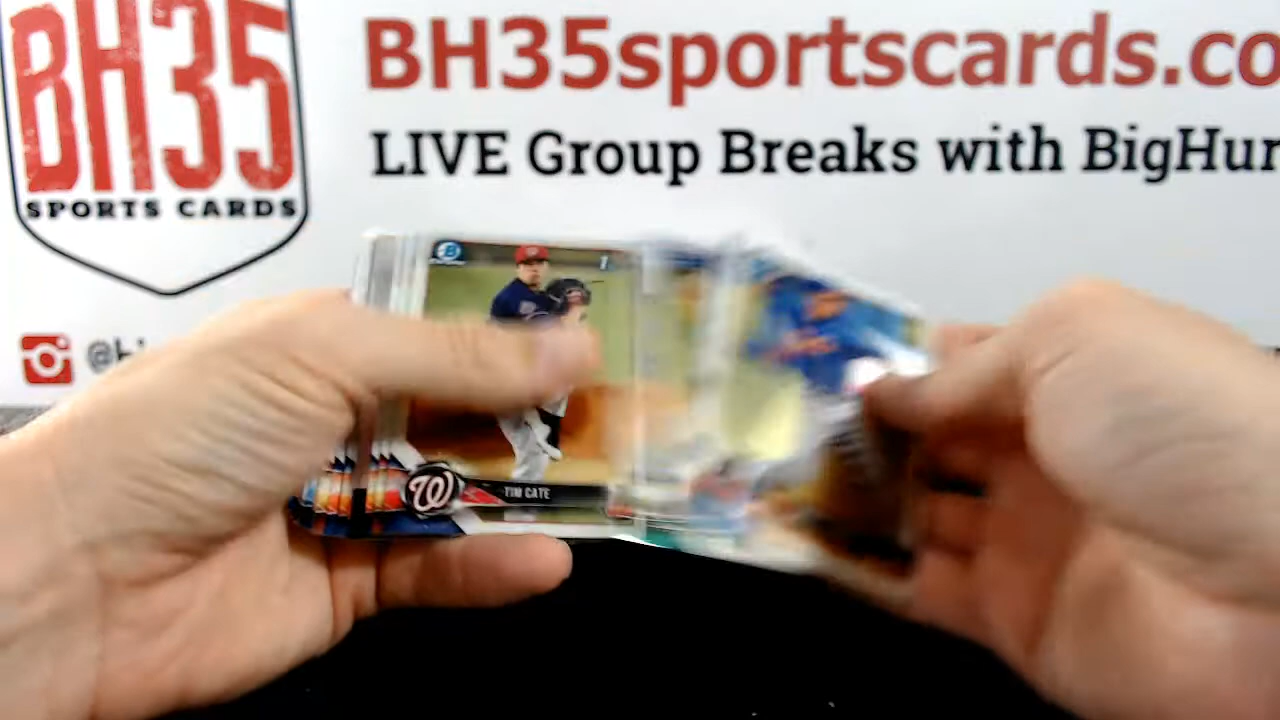 BH35
SPORTS CARDS
BH35sportscards.co
LIVE Group Breaks with BigHur
TIM CATE
W